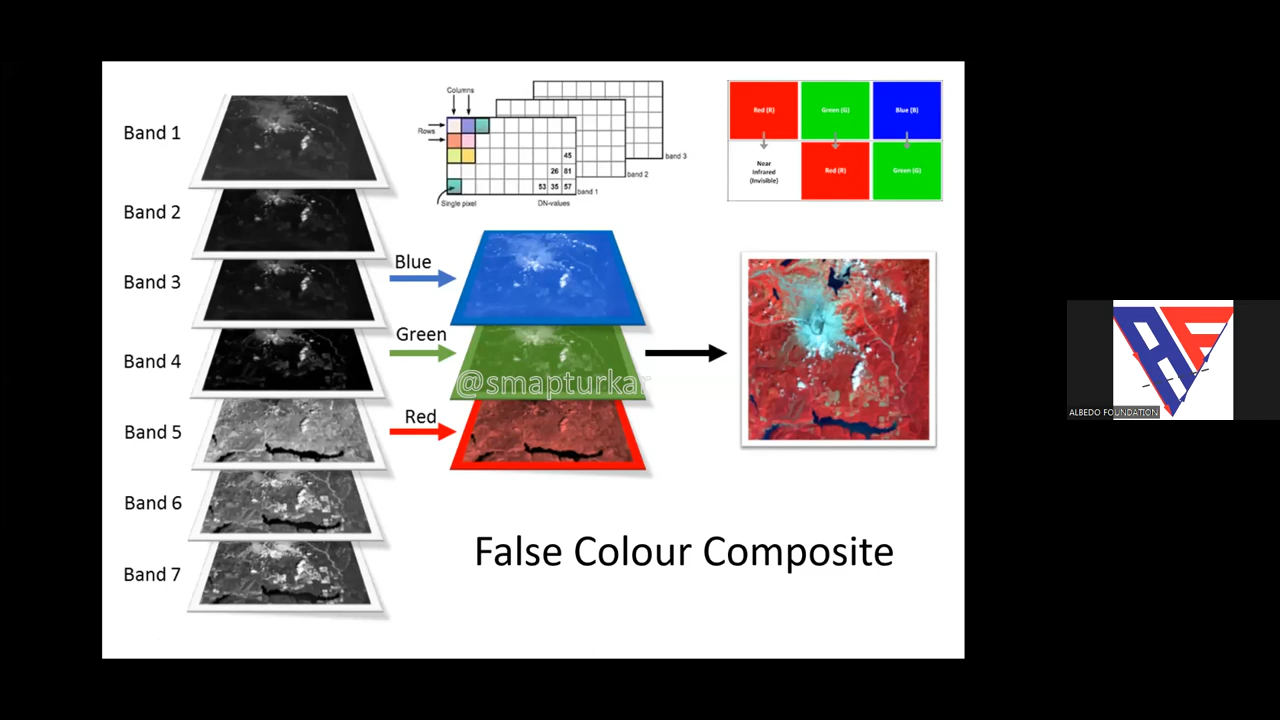 Band 1
Band 2
Band 3
Band 4
Band 5
Band 6
Band 7
Columns
Rows
45
26 81
53 35 57
band 3
band 2
band 1
Single pixel
DN-values
Red (R)
Green (G)
Blue (B)
Near
Infrared
(Invisible)
Red (R)
Green (G)
Blue
Green
Red
@smapturkar
False Colour Composite
AF
ALBEDO FOUNDATION